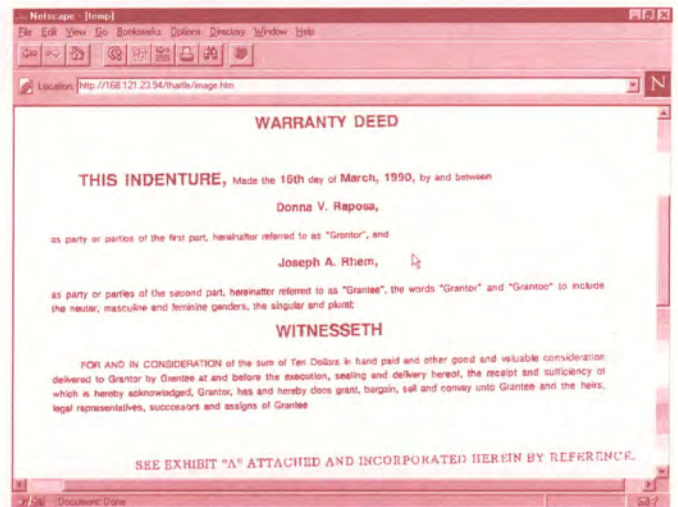 Netscape - [temp]
File Edit View Go Bookmarks Options Directory Window Help
Location: http://168.121.23.94/thartle/image.htm
N
WARRANTY DEED
THIS INDENTURE, Made the 16th day of March, 1990, by and between
Donna V. Raposa,
as party or parties of the first part, hereinafter referred to as "Grantor", and
Joseph A. Rhem,
as party or parties of the second part, hereinafter referred to as "Grantee", the words "Grantor" and "Grantee" to include
the neuter, masculine and feminine genders, the singular and plural;
WITNESSETH
FOR AND IN CONSIDERATION of the sum of Ten Dollars in hand paid and other good and valuable consideration
delivered to Grantor by Grantee at and before the execution, sealing and delivery hereof, the receipt and sufficiency of
which is hereby acknowledged, Grantor, has and hereby does grant, bargain, sell and convey unto Grantee and the heirs,
legal representatives, successors and assigns of Grantee
SEE EXHIBIT "A" ATTACHED AND INCORPORATED HEREIN BY REFERENCE.
Document: Done